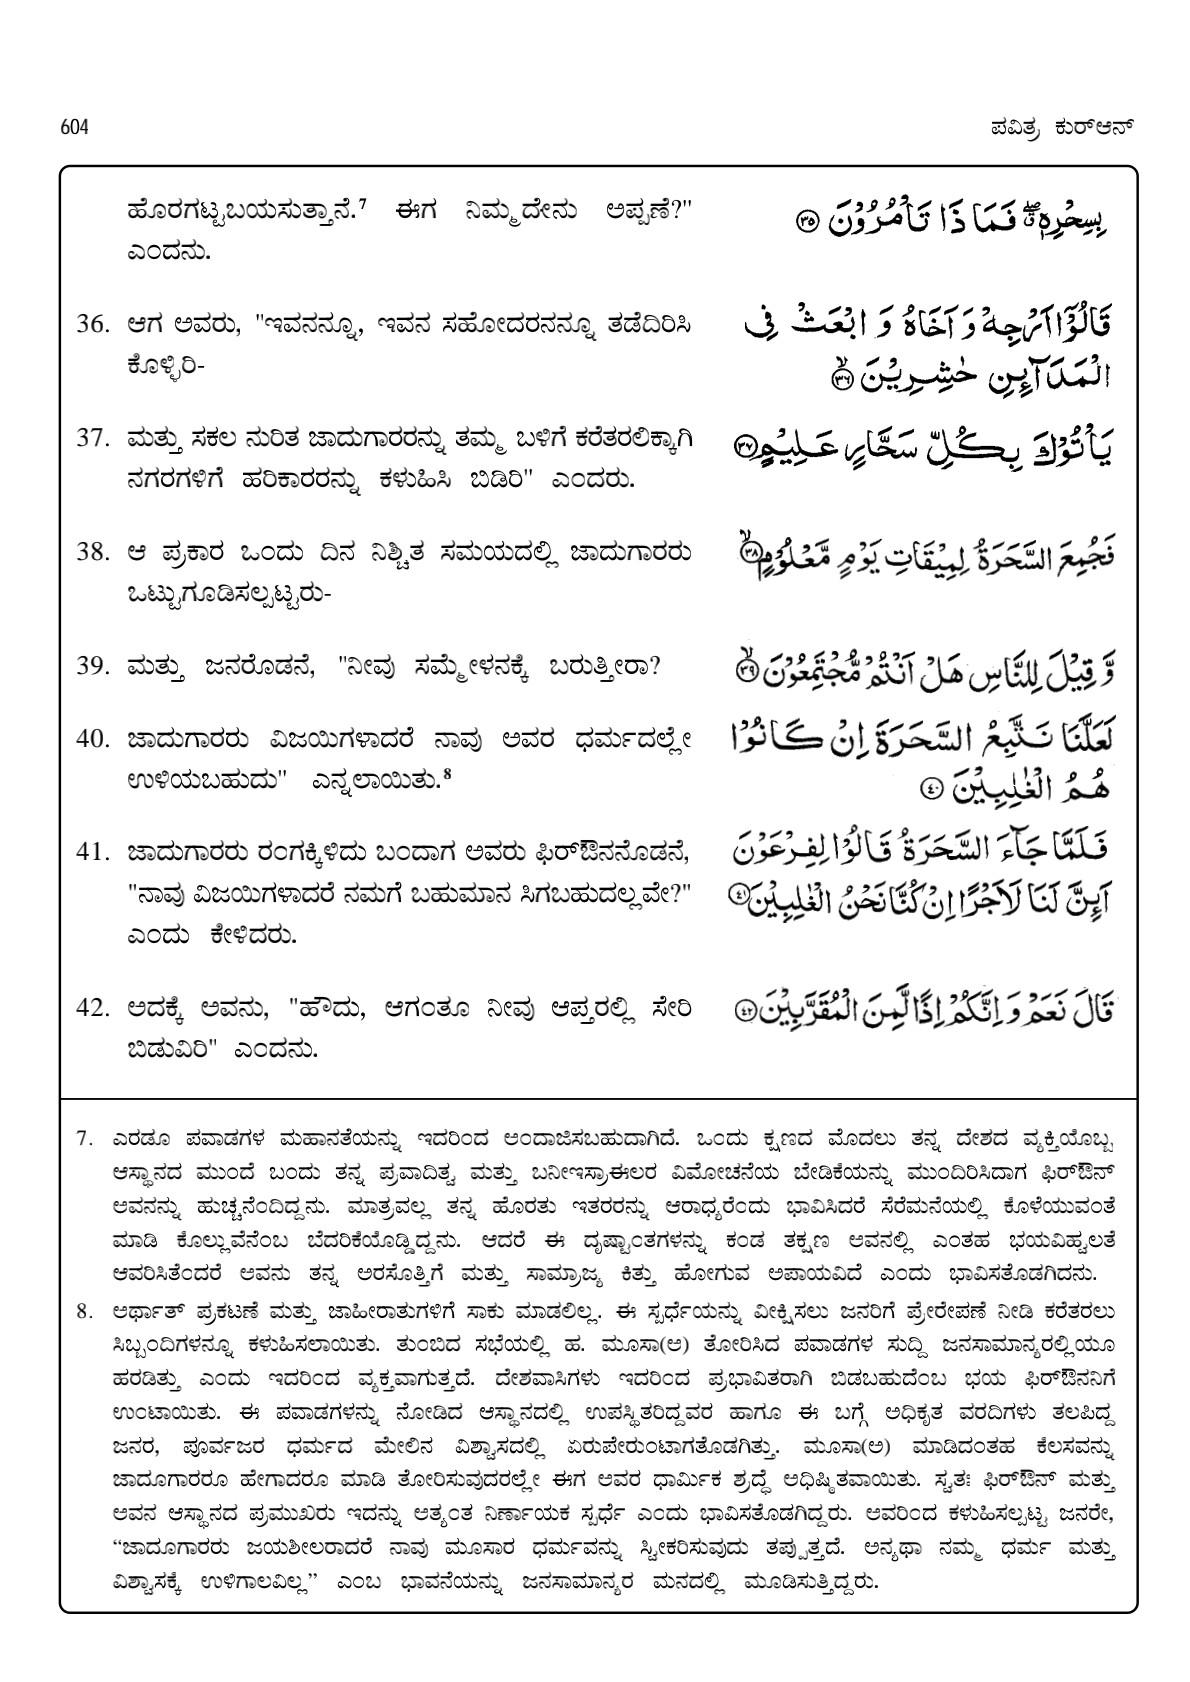 604 ಪವಿತ್ರ ಕುರ್‌ಆನ್
ಹೊರಗಟ್ಟಬಯಸುತ್ತಾನೆ.7 ಈಗ ನಿಮ್ಮದೇನು ಅಪ್ಪಣೆ?"
ಎಂದನು.
بِسِحْرِهٖ ۖۗ فَمَا ذَا تَاْمُرُوْنَ ﴿۳۵﴾
36. ಆಗ ಅವರು, "ಇವನನ್ನೂ, ಇವನ ಸಹೋದರನನ್ನೂ ತಡೆದಿರಿಸಿ
ಕೊಳ್ಳಿರಿ-
قَالُوْٓا اَرْجِهْ وَ اَخَاهُ وَ ابْعَثْ فِى
الْمَدَآئِنِ حٰشِرِيْنَ ۙ﴿۳۶﴾
37. ಮತ್ತು ಸಕಲ ನುರಿತ ಜಾದುಗಾರರನ್ನು ತಮ್ಮ ಬಳಿಗೆ ಕರೆತರಲಿಕ್ಕಾಗಿ
ನಗರಗಳಿಗೆ ಹರಿಕಾರರನ್ನು ಕಳುಹಿಸಿ ಬಿಡಿರಿ" ಎಂದರು.
يَاْتُوْكَ بِكُلِّ سَحَّارٍ عَلِيْمٍ ﴿۳۷﴾
38. ಆ ಪ್ರಕಾರ ಒಂದು ದಿನ ನಿಶ್ಚಿತ ಸಮಯದಲ್ಲಿ ಜಾದುಗಾರರು
ಒಟ್ಟುಗೂಡಿಸಲ್ಪಟ್ಟರು-
فَجُمِعَ السَّحَرَةُ لِمِيْقَاتِ يَوْمٍ مَّعْلُوْمٍ ۙ﴿۳۸﴾
39. ಮತ್ತು ಜನರೊಡನೆ, "ನೀವು ಸಮ್ಮೇಳನಕ್ಕೆ ಬರುತ್ತೀರಾ?
وَّ قِيْلَ لِلنَّاسِ هَلْ اَنْتُمْ مُّجْتَمِعُوْنَ ۙ﴿۳۹﴾
40. ಜಾದುಗಾರರು ವಿಜಯಿಗಳಾದರೆ ನಾವು ಅವರ ಧರ್ಮದಲ್ಲೇ
ಉಳಿಯಬಹುದು" ಎನ್ನಲಾಯಿತು.8
لَعَلَّنَا نَتَّبِعُ السَّحَرَةَ اِنْ كَانُوْا
هُمُ الْغٰلِبِيْنَ ﴿۴۰﴾
41. ಜಾದುಗಾರರು ರಂಗಕ್ಕಿಳಿದು ಬಂದಾಗ ಅವರು ಫಿರ್‌ಔನನೊಡನೆ,
"ನಾವು ವಿಜಯಿಗಳಾದರೆ ನಮಗೆ ಬಹುಮಾನ ಸಿಗಬಹುದಲ್ಲವೇ?"
ಎಂದು ಕೇಳಿದರು.
فَلَمَّا جَآءَ السَّحَرَةُ قَالُوْا لِفِرْعَوْنَ
اَئِنَّ لَنَا لَاَجْرًا اِنْ كُنَّا نَحْنُ الْغٰلِبِيْنَ ﴿۴۱﴾
42. ಅದಕ್ಕೆ ಅವನು, "ಹೌದು, ಆಗಂತೂ ನೀವು ಆಪ್ತರಲ್ಲಿ ಸೇರಿ
ಬಿಡುವಿರಿ" ಎಂದನು.
قَالَ نَعَمْ وَ اِنَّكُمْ اِذًا لَّمِنَ الْمُقَرَّبِيْنَ ﴿۴۲﴾
7. ಎರಡೂ ಪವಾಡಗಳ ಮಹಾನತೆಯನ್ನು ಇದರಿಂದ ಅಂದಾಜಿಸಬಹುದಾಗಿದೆ. ಒಂದು ಕ್ಷಣದ ಮೊದಲು ತನ್ನ ದೇಶದ ವ್ಯಕ್ತಿಯೊಬ್ಬ
ಆಸ್ಥಾನದ ಮುಂದೆ ಬಂದು ತನ್ನ ಪ್ರವಾದಿತ್ವ ಮತ್ತು ಬನೀಇಸ್ರಾಈಲರ ವಿಮೋಚನೆಯ ಬೇಡಿಕೆಯನ್ನು ಮುಂದಿರಿಸಿದಾಗ ಫಿರ್‌ಔನ್
ಅವನನ್ನು ಹುಚ್ಚನೆಂದಿದ್ದನು. ಮಾತ್ರವಲ್ಲ ತನ್ನ ಹೊರತು ಇತರರನ್ನು ಆರಾಧ್ಯರೆಂದು ಭಾವಿಸಿದರೆ ಸೆರೆಮನೆಯಲ್ಲಿ ಕೊಳೆಯುವಂತೆ
ಮಾಡಿ ಕೊಲ್ಲುವೆನೆಂಬ ಬೆದರಿಕೆಯೊಡ್ಡಿದ್ದನು. ಆದರೆ ಈ ದೃಷ್ಟಾಂತಗಳನ್ನು ಕಂಡ ತಕ್ಷಣ ಅವನಲ್ಲಿ ಎಂತಹ ಭಯವಿಹ್ವಲತೆ
ಆವರಿಸಿತೆಂದರೆ ಅವನು ತನ್ನ ಅರಸೊತ್ತಿಗೆ ಮತ್ತು ಸಾಮ್ರಾಜ್ಯ ಕಿತ್ತು ಹೋಗುವ ಅಪಾಯವಿದೆ ಎಂದು ಭಾವಿಸತೊಡಗಿದನು.
8. ಅರ್ಥಾತ್ ಪ್ರಕಟಣೆ ಮತ್ತು ಜಾಹೀರಾತುಗಳಿಗೆ ಸಾಕು ಮಾಡಲಿಲ್ಲ. ಈ ಸ್ಪರ್ಧೆಯನ್ನು ವೀಕ್ಷಿಸಲು ಜನರಿಗೆ ಪ್ರೇರೇಪಣೆ ನೀಡಿ ಕರೆತರಲು
ಸಿಬ್ಬಂದಿಗಳನ್ನೂ ಕಳುಹಿಸಲಾಯಿತು. ತುಂಬಿದ ಸಭೆಯಲ್ಲಿ ಹ. ಮೂಸಾ(ಅ) ತೋರಿಸಿದ ಪವಾಡಗಳ ಸುದ್ದಿ ಜನಸಾಮಾನ್ಯರಲ್ಲಿಯೂ
ಹರಡಿತ್ತು ಎಂದು ಇದರಿಂದ ವ್ಯಕ್ತವಾಗುತ್ತದೆ. ದೇಶವಾಸಿಗಳು ಇದರಿಂದ ಪ್ರಭಾವಿತರಾಗಿ ಬಿಡಬಹುದೆಂಬ ಭಯ ಫಿರ್‌ಔನನಿಗೆ
ಉಂಟಾಯಿತು. ಈ ಪವಾಡಗಳನ್ನು ನೋಡಿದ ಆಸ್ಥಾನದಲ್ಲಿ ಉಪಸ್ಥಿತರಿದ್ದವರ ಹಾಗೂ ಈ ಬಗ್ಗೆ ಅಧಿಕೃತ ವರದಿಗಳು ತಲಪಿದ್ದ
ಜನರ, ಪೂರ್ವಜರ ಧರ್ಮದ ಮೇಲಿನ ವಿಶ್ವಾಸದಲ್ಲಿ ಏರುಪೇರುಂಟಾಗತೊಡಗಿತ್ತು. ಮೂಸಾ(ಅ) ಮಾಡಿದಂತಹ ಕೆಲಸವನ್ನು
ಜಾದೂಗಾರರೂ ಹೇಗಾದರೂ ಮಾಡಿ ತೋರಿಸುವುದರಲ್ಲೇ ಈಗ ಅವರ ಧಾರ್ಮಿಕ ಶ್ರದ್ಧೆ ಅಧಿಷ್ಠಿತವಾಯಿತು. ಸ್ವತಃ ಫಿರ್‌ಔನ್ ಮತ್ತು
ಅವನ ಆಸ್ಥಾನದ ಪ್ರಮುಖರು ಇದನ್ನು ಅತ್ಯಂತ ನಿರ್ಣಾಯಕ ಸ್ಪರ್ಧೆ ಎಂದು ಭಾವಿಸತೊಡಗಿದ್ದರು. ಅವರಿಂದ ಕಳುಹಿಸಲ್ಪಟ್ಟ ಜನರೇ,
“ಜಾದೂಗಾರರು ಜಯಶೀಲರಾದರೆ ನಾವು ಮೂಸಾರ ಧರ್ಮವನ್ನು ಸ್ವೀಕರಿಸುವುದು ತಪ್ಪುತ್ತದೆ. ಅನ್ಯಥಾ ನಮ್ಮ ಧರ್ಮ ಮತ್ತು
ವಿಶ್ವಾಸಕ್ಕೆ ಉಳಿಗಾಲವಿಲ್ಲ” ಎಂಬ ಭಾವನೆಯನ್ನು ಜನಸಾಮಾನ್ಯರ ಮನದಲ್ಲಿ ಮೂಡಿಸುತ್ತಿದ್ದರು.